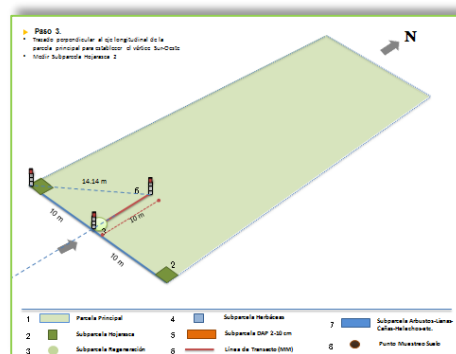 Paso 3.
Trazado perpendicular al eje longitudinal de la
parcela principal para establecer el vértice Sur-Oeste
Medir Subparcela Hojarasca 2
N
14.14 m
6
10 m
10 m
10 m
2
1 Parcela Principal
2 Subparcela Hojarasca
3 Subparcela Regeneración
4 Subparcela Herbáceas
5 Subparcela DAP 2-10 cm
6 Línea de Transecto (MM)
7 Subparcela Arbustos-Lianas-
Cañas-Helechos-etc.
8 Punto Muestreo Suelo